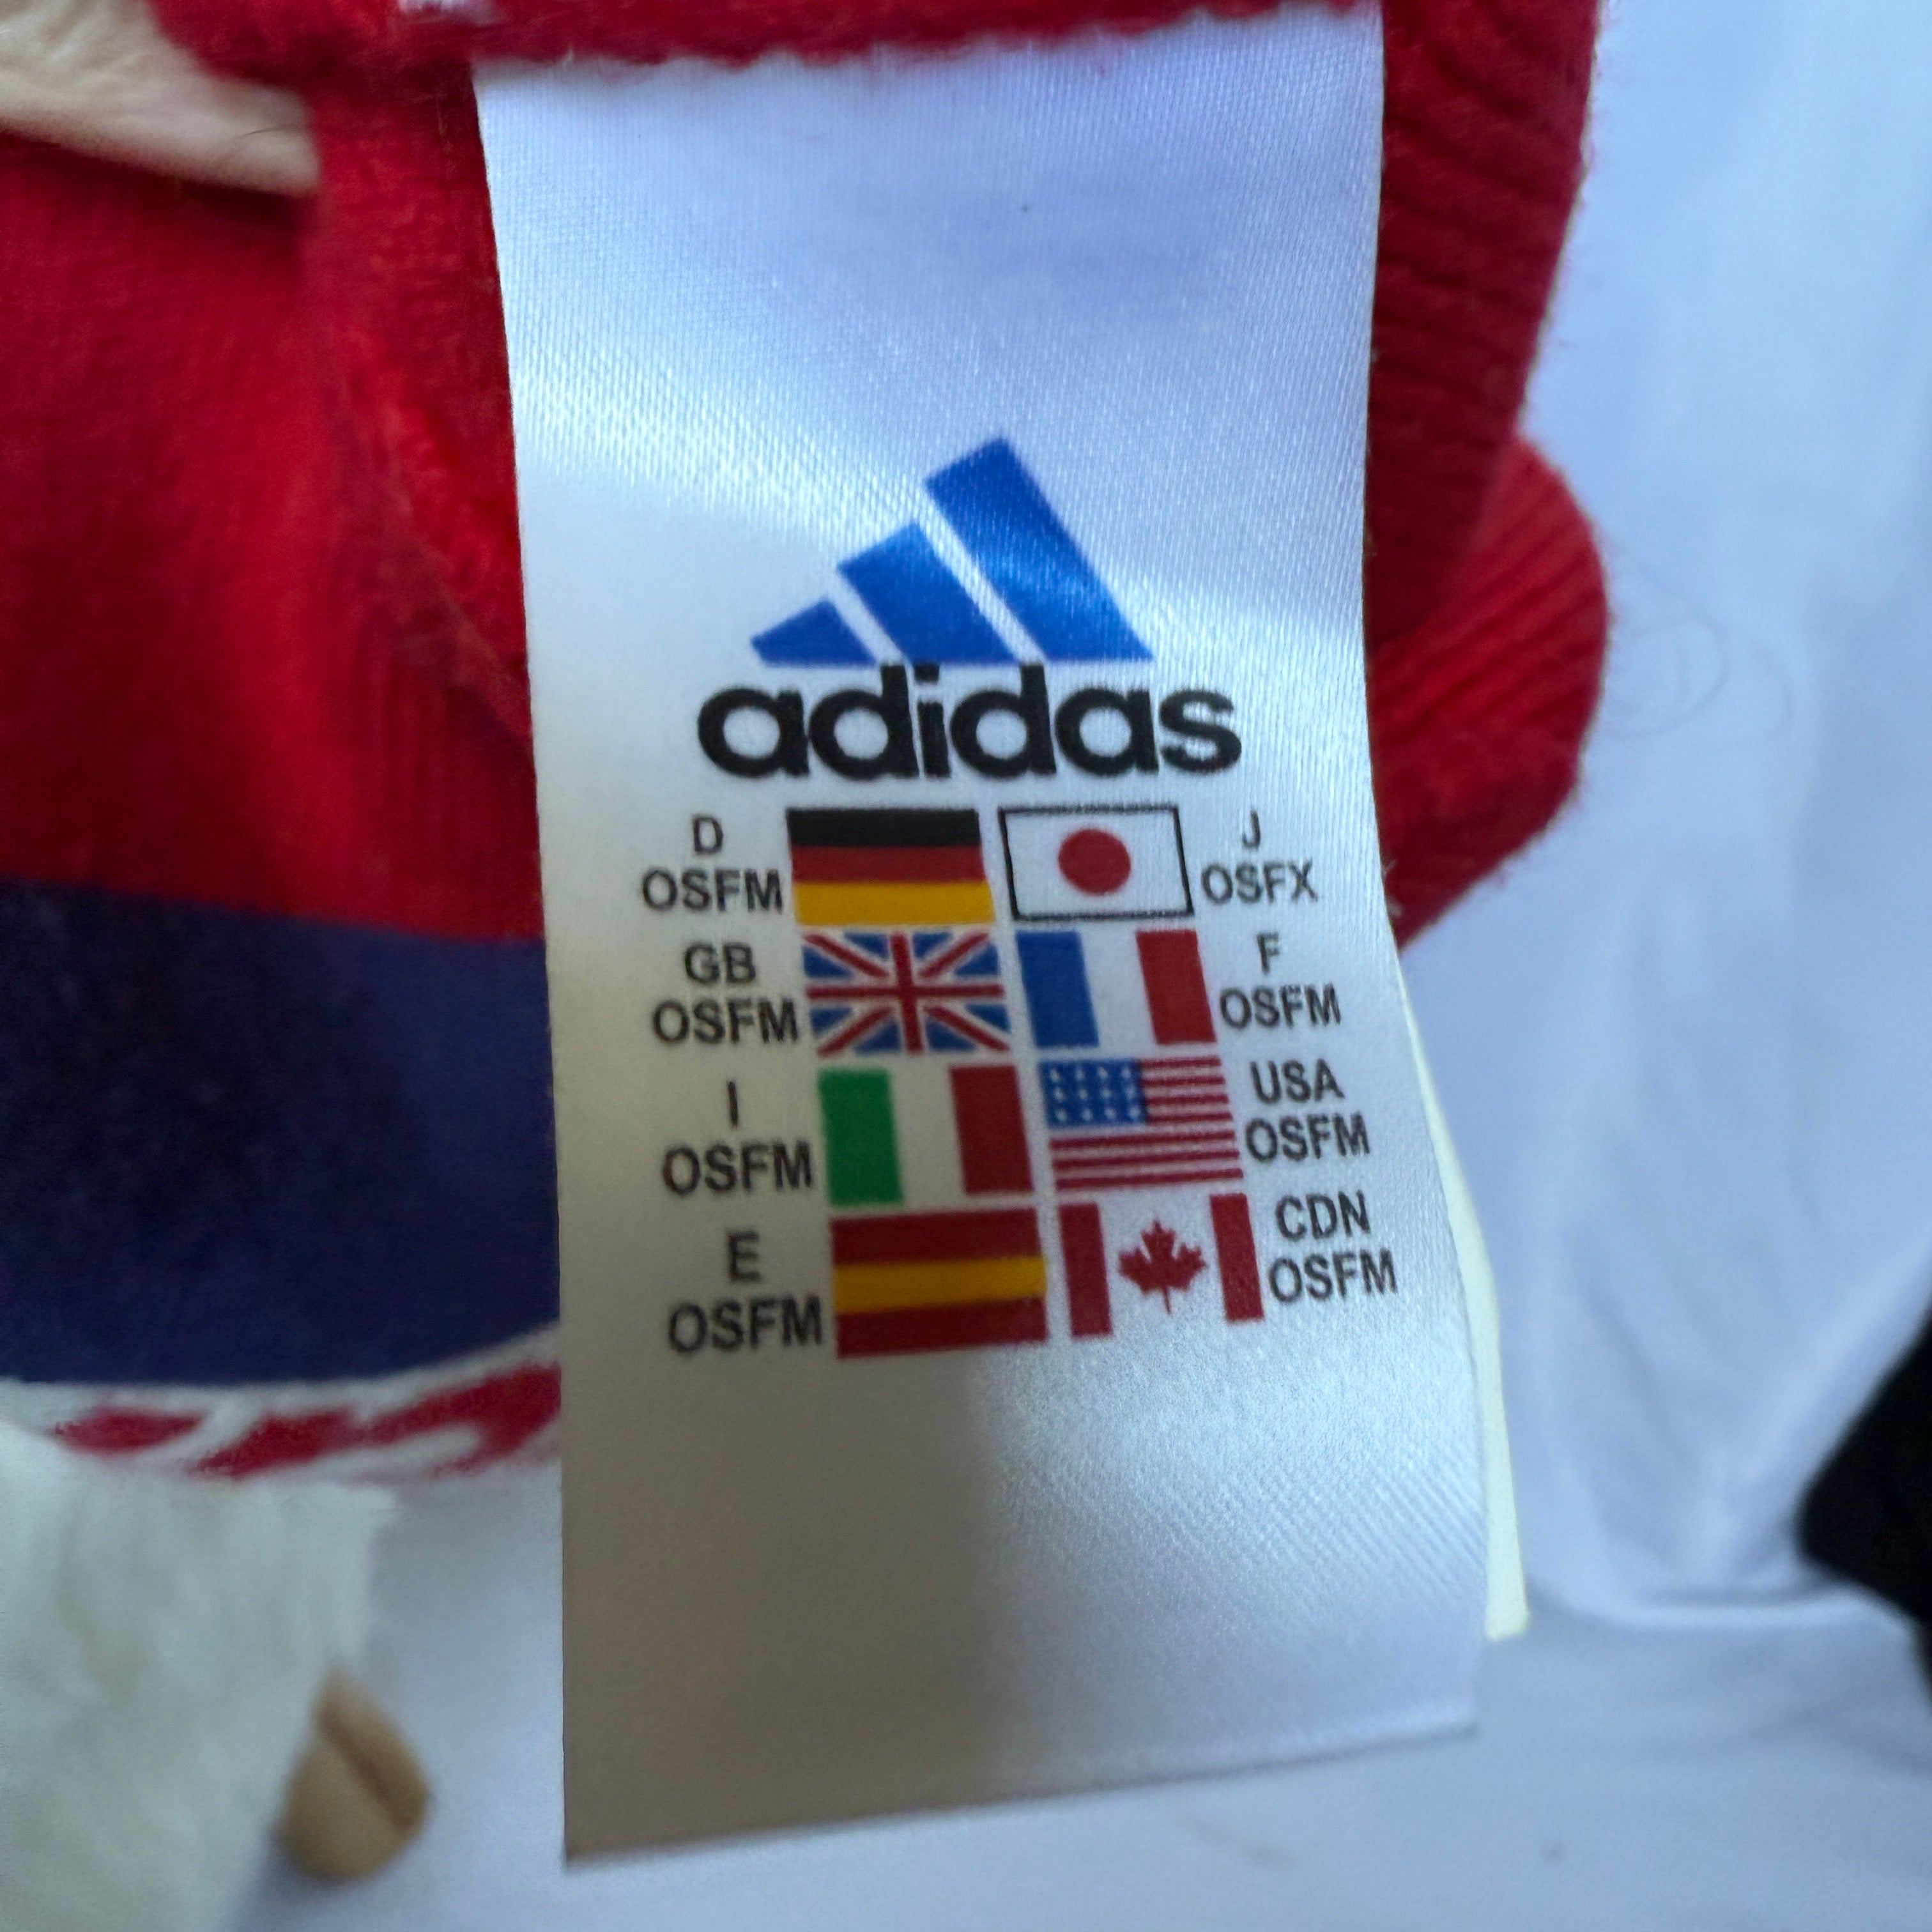 adidas
D
OSFM
J
OSFX
GB
OSFM
F
OSFM
I
OSFM
USA
OSFM
E
OSFM
CDN
OSFM